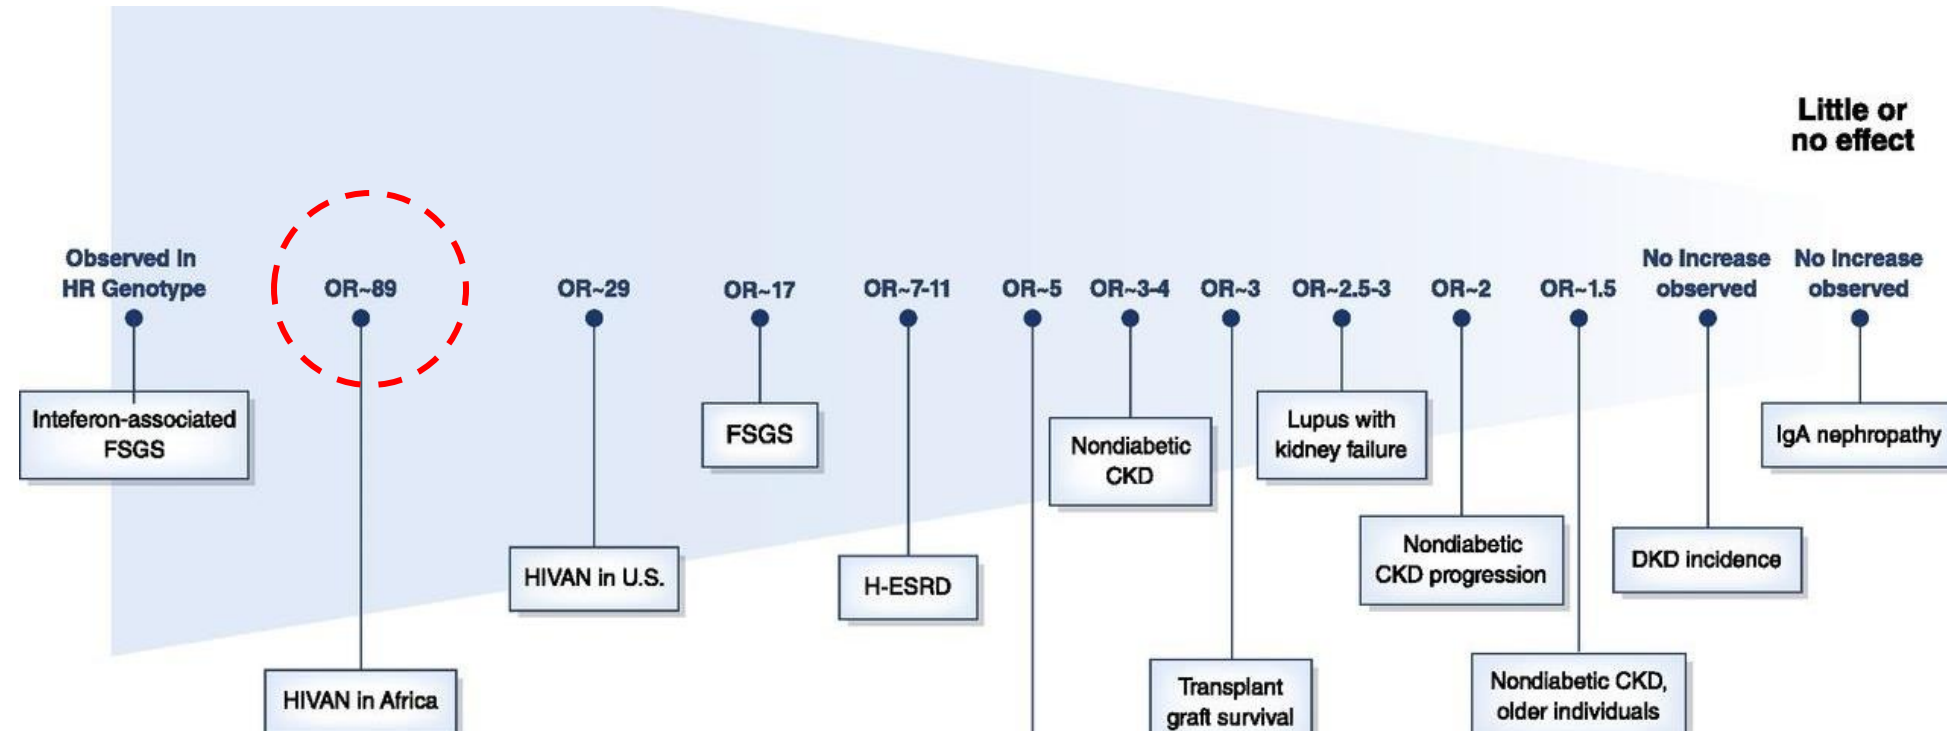 Little or
no effect
Observed in
HR Genotype
OR~89
OR~29
OR~17
OR~7-11
OR~5
OR~3-4
OR~3
OR~2.5-3
OR~2
OR~1.5
No Increase
observed
No Increase
observed
Inteferon-associated
FSGS
HIVAN in Africa
HIVAN in U.S.
FSGS
H-ESRD
Nondiabetic
CKD
Transplant
graft survival
Lupus with
kidney failure
Nondiabetic
CKD progression
Nondiabetic CKD,
older individuals
DKD incidence
IgA nephropathy